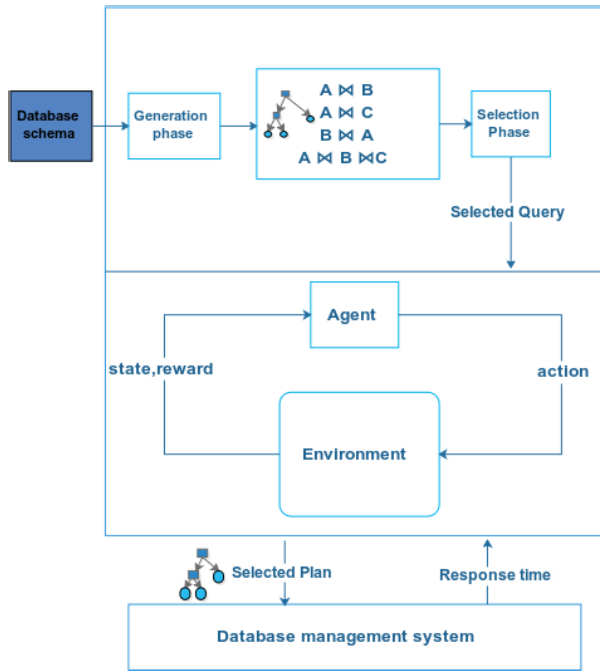 Database
schema
Generation
phase
A ⋈ B
A ⋈ C
B ⋈ A
A ⋈ B ⋈C
Selection
Phase
Selected Query
Agent
state,reward
action
Environment
Selected Plan
Response time
Database management system